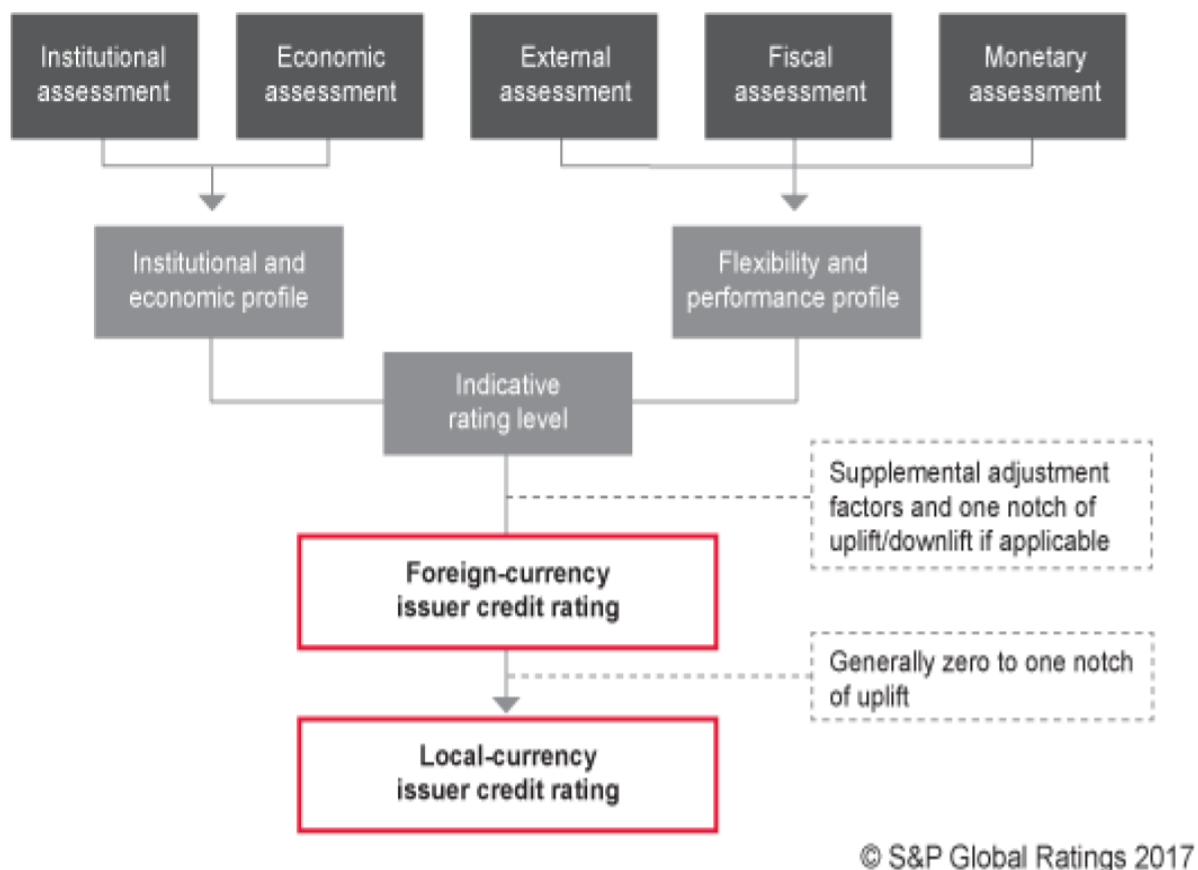 Institutional
assessment
Economic
assessment
External
assessment
Fiscal
assessment
Monetary
assessment
Institutional and
economic profile
Flexibility and
performance profile
Indicative
rating level
Supplemental adjustment
factors and one notch of
uplift/downlift if applicable
Foreign-currency
issuer credit rating
Generally zero to one notch
of uplift
Local-currency
issuer credit rating
© S&P Global Ratings 2017